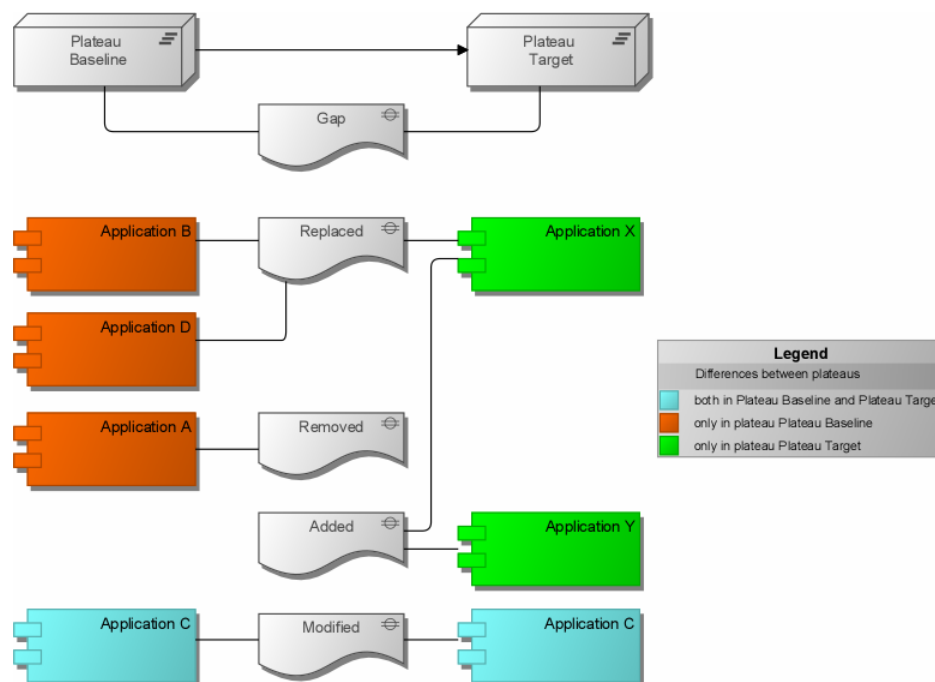 Plateau
Baseline
Plateau
Target
Gap
Application B
Replaced
Application X
Application D
Legend
Differences between plateaus
both in Plateau Baseline and Plateau Targe
only in plateau Plateau Baseline
only in plateau Plateau Target
Application A
Removed
Added
Application Y
Application C
Modified
Application C